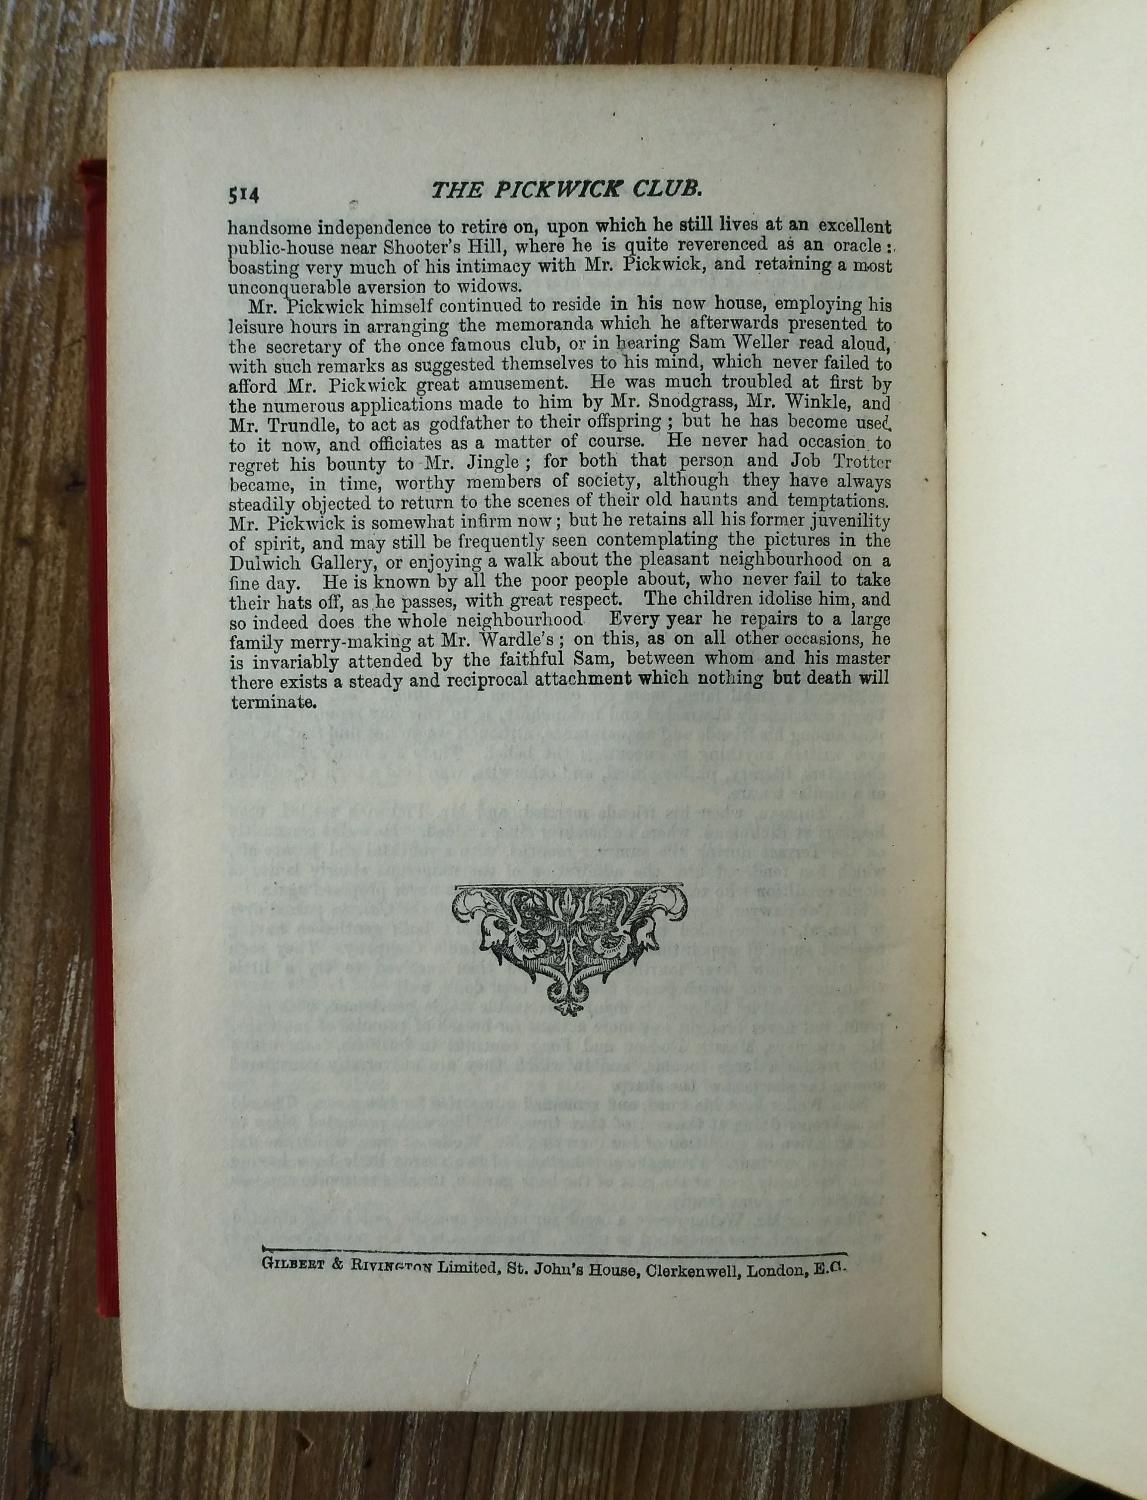 514
THE PICKWICK CLUB.
handsome independence to retire on, upon which he still lives at an excellent
public-house near Shooter's Hill, where he is quite reverenced as an oracle:
boasting very much of his intimacy with Mr. Pickwick, and retaining a most
unconquerable aversion to widows.
Mr. Pickwick himself continued to reside in his new house, employing his
leisure hours in arranging the memoranda which he afterwards presented to
the secretary of the once famous club, or in hearing Sam Weller read aloud,
with such remarks as suggested themselves to his mind, which never failed to
afford Mr. Pickwick great amusement. He was much troubled at first by
the numerous applications made to him by Mr. Snodgrass, Mr. Winkle, and
Mr. Trundle, to act as godfather to their offspring; but he has become used
to it now, and officiates as a matter of course. He never had occasion to
regret his bounty to Mr. Jingle; for both that person and Job Trotter
became, in time, worthy members of society, although they have always
steadily objected to return to the scenes of their old haunts and temptations.
Mr. Pickwick is somewhat infirm now; but he retains all his former juvenility
of spirit, and may still be frequently seen contemplating the pictures in the
Dulwich Gallery, or enjoying a walk about the pleasant neighbourhood on a
fine day. He is known by all the poor people about, who never fail to take
their hats off, as he passes, with great respect. The children idolise him, and
so indeed does the whole neighbourhood Every year he repairs to a large
family merry-making at Mr. Wardle's; on this, as on all other occasions, he
is invariably attended by the faithful Sam, between whom and his master
there exists a steady and reciprocal attachment which nothing but death will
terminate.
GILBERT & RIVINGTON Limited, St. John's House, Clerkenwell, London, E.C.